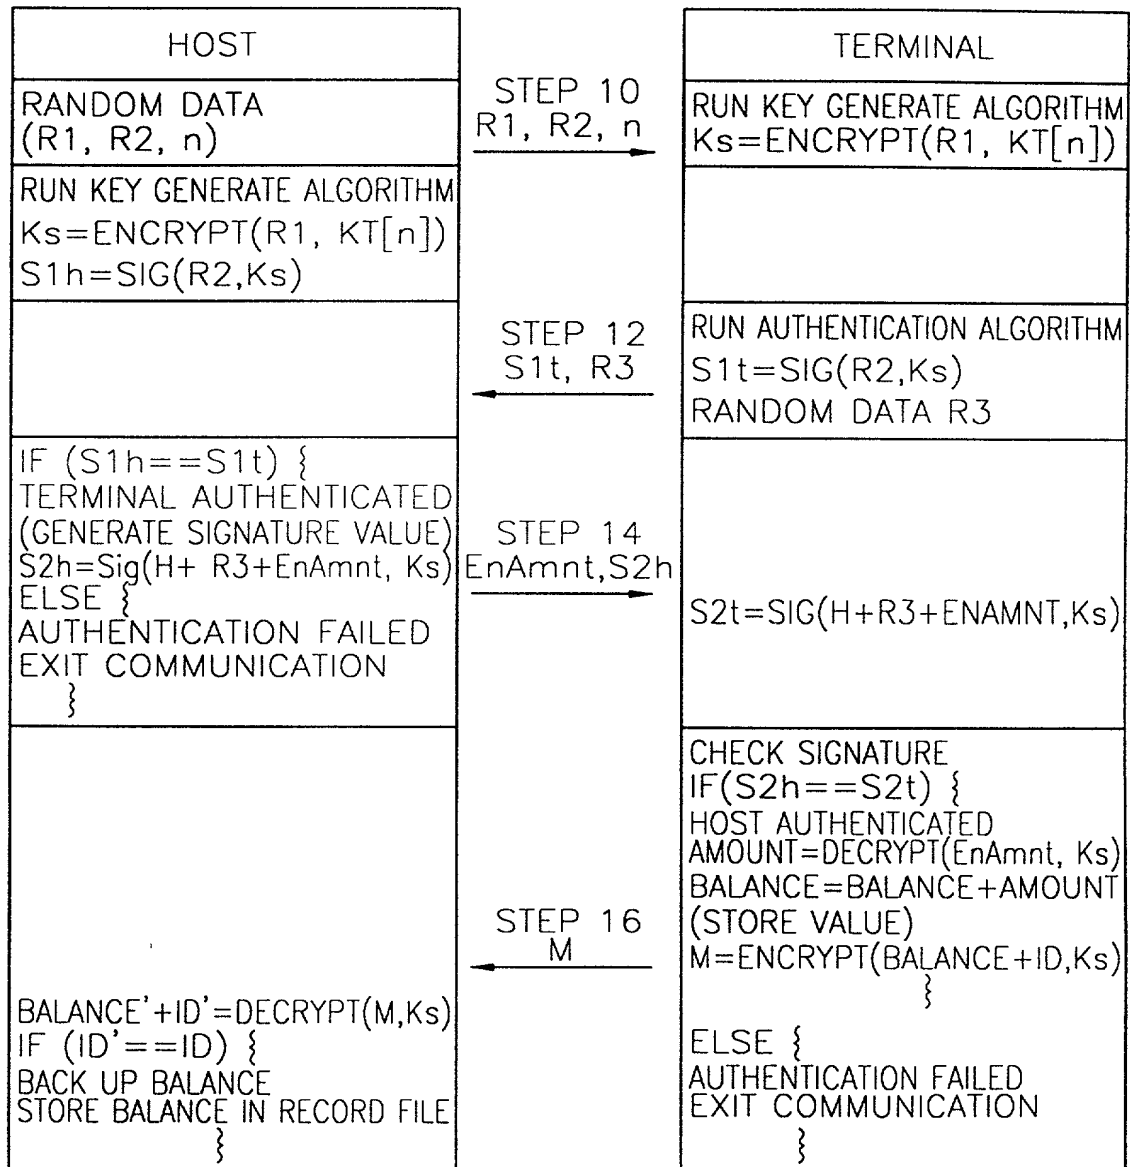 HOST
TERMINAL
RANDOM DATA
(R1, R2, n)
STEP 10
R1, R2, n
RUN KEY GENERATE ALGORITHM
Ks=ENCRYPT(R1, KT[n])
RUN KEY GENERATE ALGORITHM
Ks=ENCRYPT(R1, KT[n])
S1h=SIG(R2,Ks)
STEP 12
S1t, R3
RUN AUTHENTICATION ALGORITHM
S1t=SIG(R2,Ks)
RANDOM DATA R3
IF (S1h==S1t) {
TERMINAL AUTHENTICATED
(GENERATE SIGNATURE VALUE)
S2h=Sig(H+ R3+EnAmnt, Ks)
ELSE {
AUTHENTICATION FAILED
EXIT COMMUNICATION
}
STEP 14
EnAmnt,S2h
S2t=SIG(H+R3+ENAMNT,Ks)
CHECK SIGNATURE
IF(S2h==S2t) {
HOST AUTHENTICATED
AMOUNT=DECRYPT(EnAmnt, Ks)
BALANCE=BALANCE+AMOUNT
(STORE VALUE)
M=ENCRYPT(BALANCE+ID,Ks)
}
ELSE {
AUTHENTICATION FAILED
EXIT COMMUNICATION
}
STEP 16
M
BALANCE'+ID'=DECRYPT(M,Ks)
IF (ID'==ID) {
BACK UP BALANCE
STORE BALANCE IN RECORD FILE
}